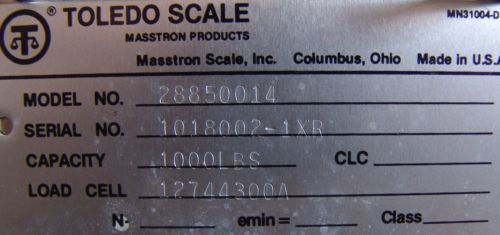 ® TOLEDO SCALE
MN31004-D
MASSTRON PRODUCTS
Masstron Scale, Inc. Columbus, Ohio Made in U.S.A
MODEL NO. 28850014
SERIAL NO. 1018002-1XR
CAPACITY 1000LBS CLC
LOAD CELL 12744300A
N- emin= Class